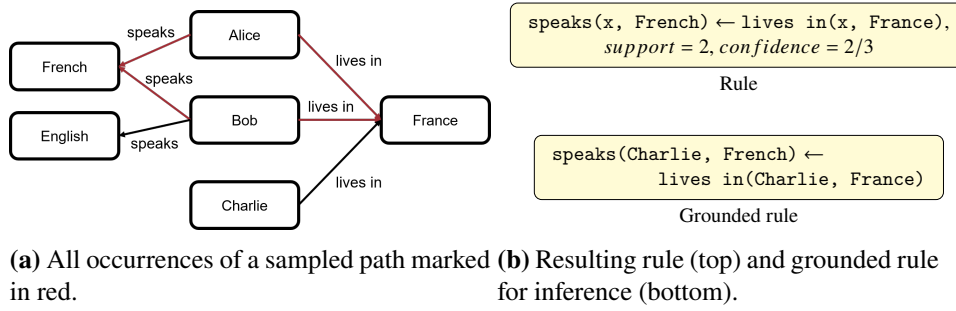 speaks
Alice
lives in
French
speaks
Bob
lives in
France
English
speaks
lives in
Charlie
(a) All occurrences of a sampled path marked
in red.
speaks(x, French) ← lives in(x, France),
support = 2, confidence = 2/3
Rule
speaks(Charlie, French) ←
lives in(Charlie, France)
Grounded rule
(b) Resulting rule (top) and grounded rule
for inference (bottom).